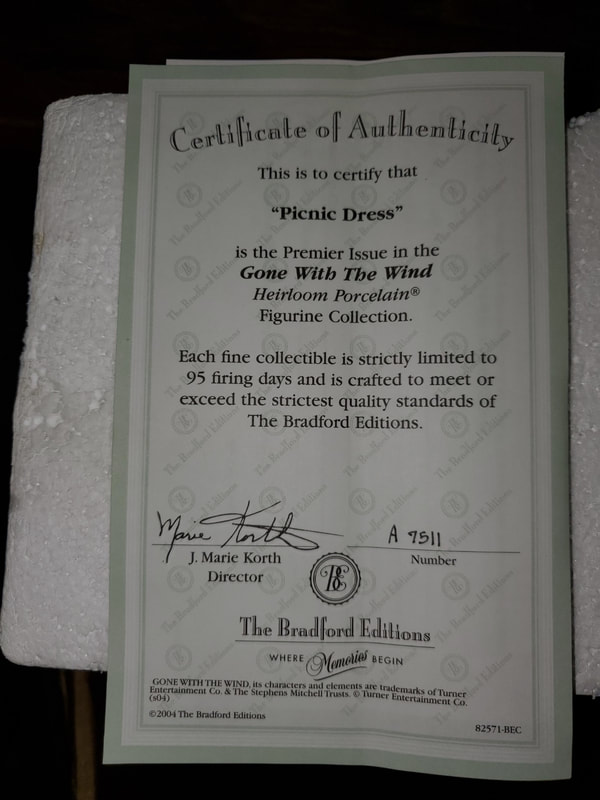 Certificate of Authenticity
This is to certify that
"Picnic Dress"
is the Premier Issue in the
Gone With The Wind
Heirloom Porcelain®
Figurine Collection.
Each fine collectible is strictly limited to
95 firing days and is crafted to meet or
exceed the strictest quality standards of
The Bradford Editions.
Marie Korth
A 7511
J. Marie Korth
Number
Director
BE
The Bradford Editions
WHERE Memories BEGIN
GONE WITH THE WIND, its characters and elements are trademarks of Turner
Entertainment Co. & The Stephens Mitchell Trusts. © Turner Entertainment Co.
(s04)
©2004 The Bradford Editions
82571-BEC